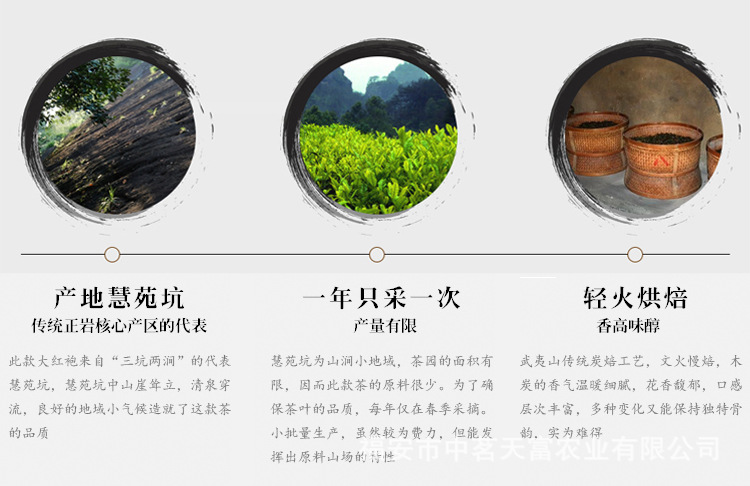 产地慧苑坑
传统正岩核心产区的代表
此款大红袍来自“三坑两涧”的代表
慧苑坑，慧苑坑中山崖耸立，清泉穿
流，良好的地域小气候造就了这款茶
的品质
一年只采一次
产量有限
慧苑坑为山涧小地域，茶园的面积有
限，因而此款茶的原料很少。为了确
保茶叶的品质，每年仅在春季采摘。
小批量生产，虽然较为费力，但能发
挥出原料山场的特性
轻火烘焙
香高味醇
武夷山传统炭焙工艺，文火慢焙，木
炭的香气温暖细腻，花香馥郁，口感
层次丰富，多种变化又能保持独特骨
韵，实为难得
福安市中茗天富农业有限公司